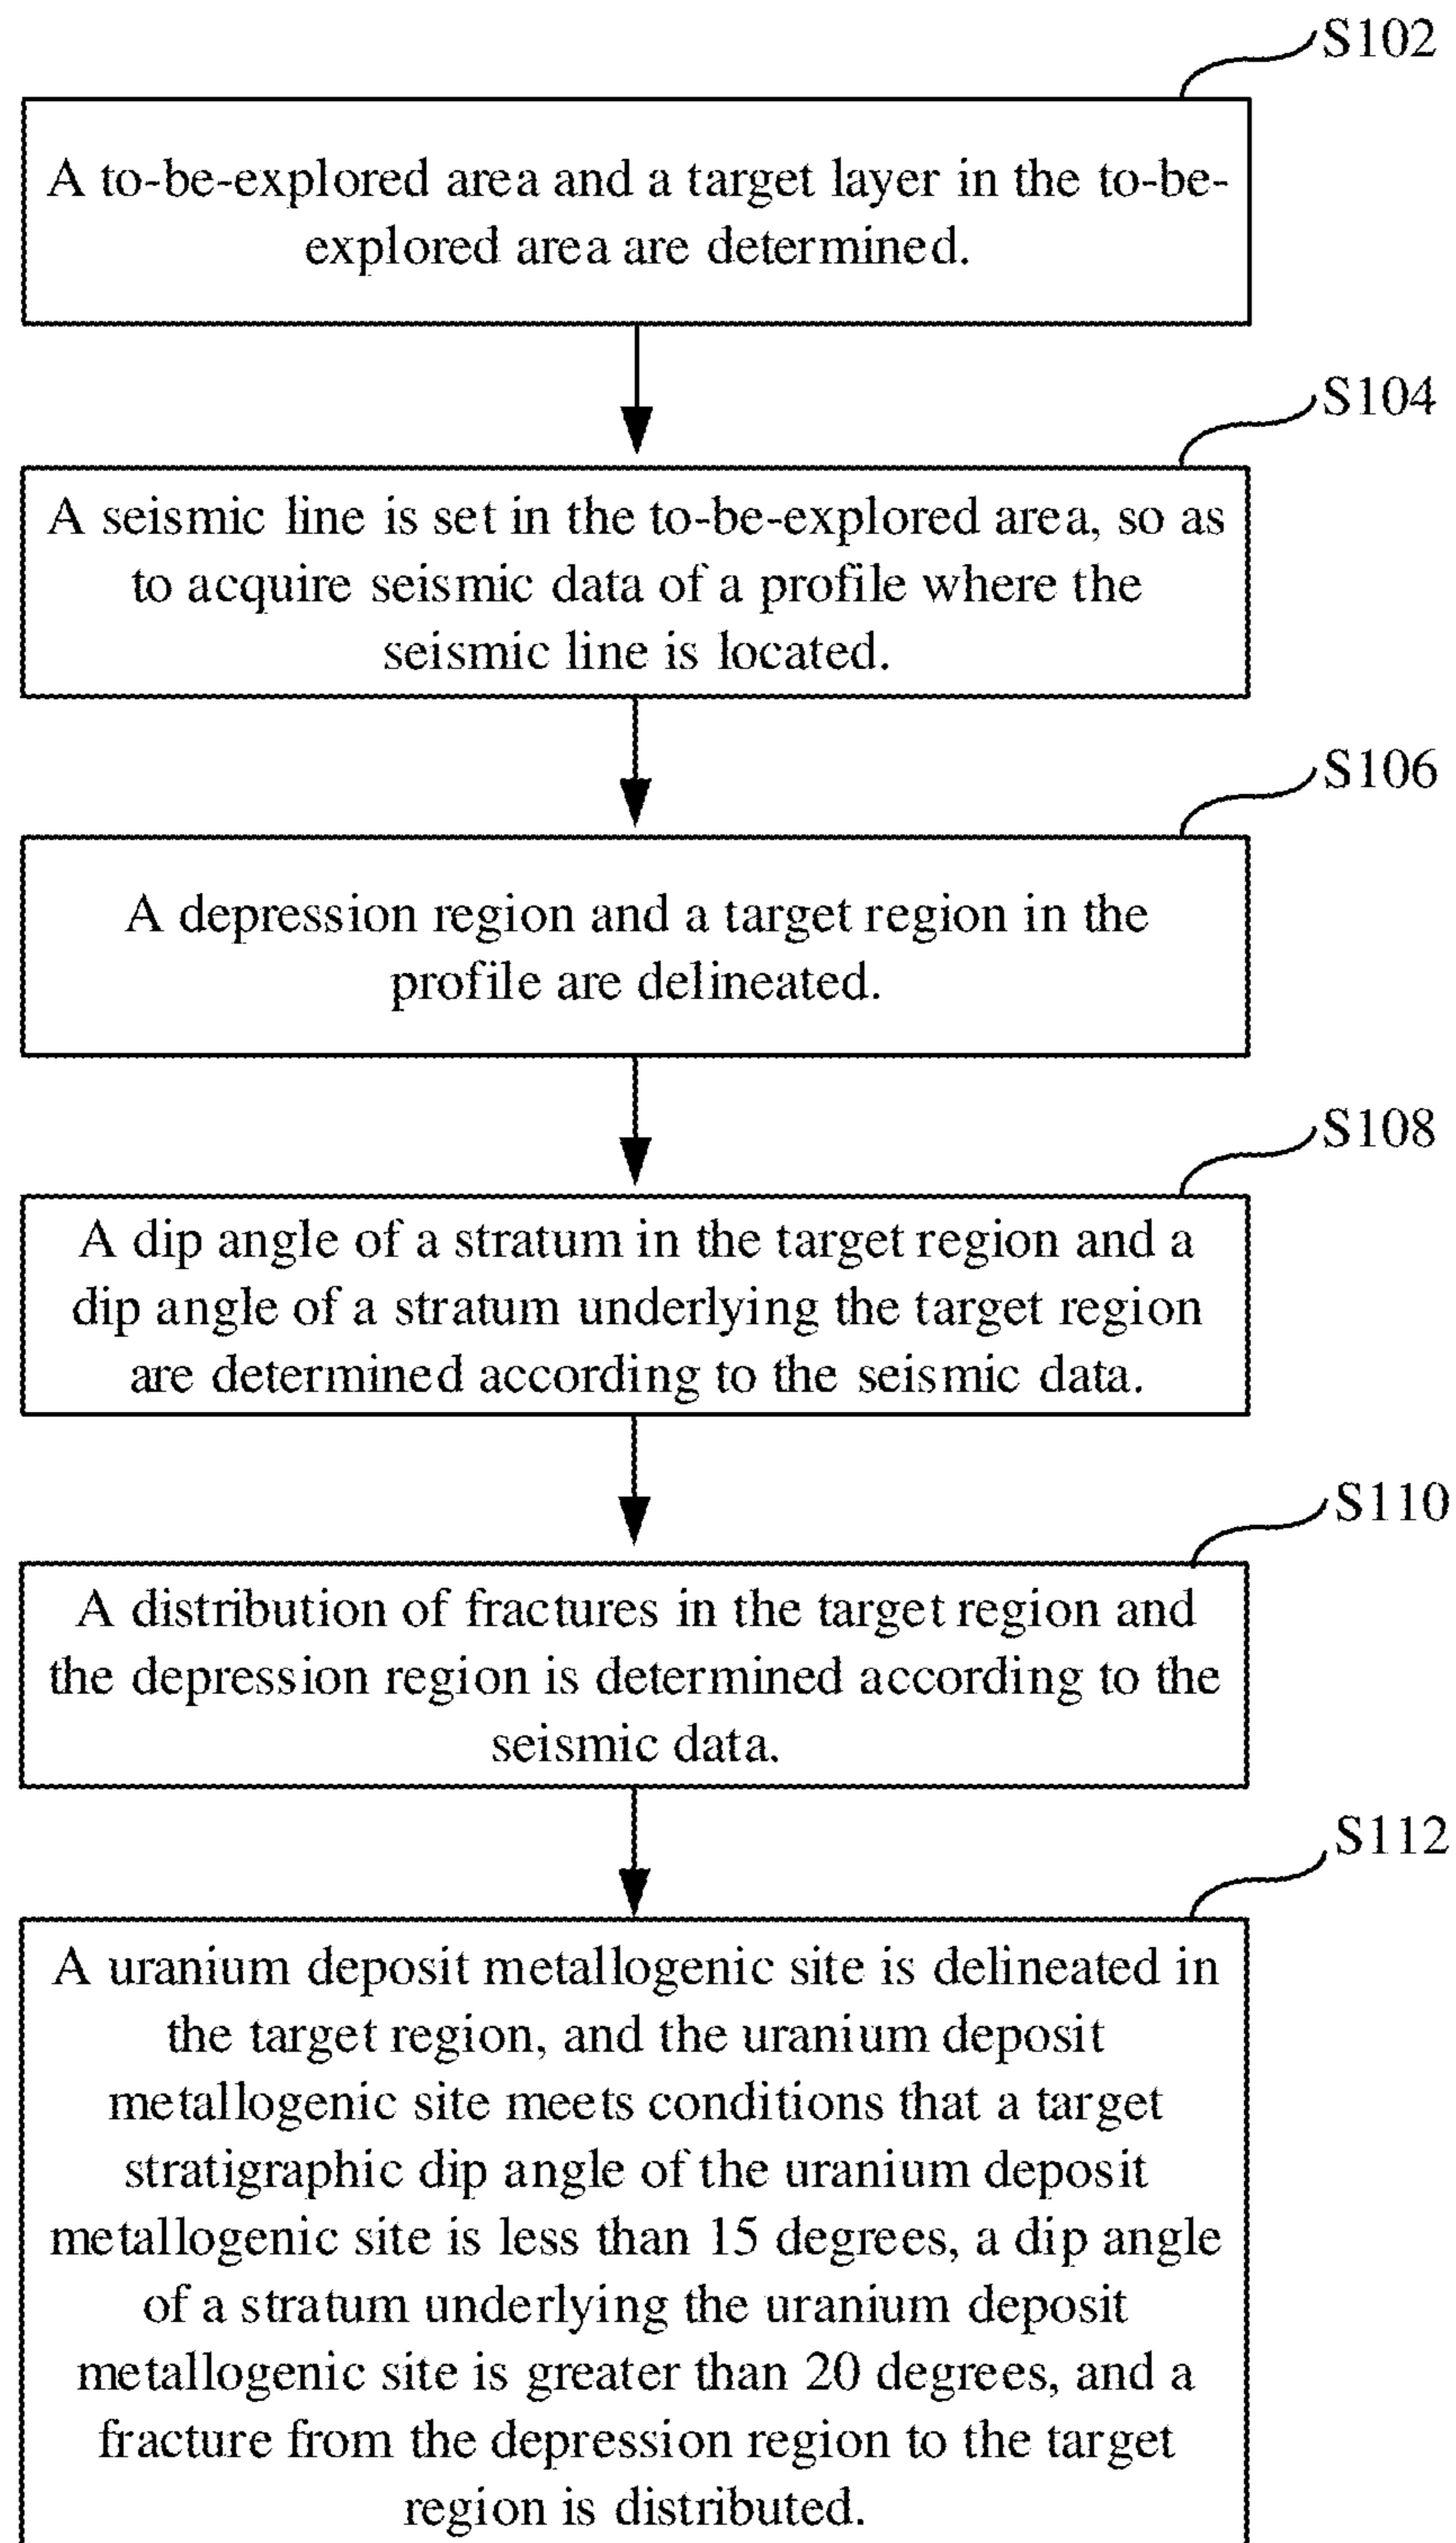 S102
A to-be-explored area and a target layer in the to-be-
explored area are determined.
S104
A seismic line is set in the to-be-explored area, so as
to acquire seismic data of a profile where the
seismic line is located.
S106
A depression region and a target region in the
profile are delineated.
S108
A dip angle of a stratum in the target region and a
dip angle of a stratum underlying the target region
are determined according to the seismic data.
S110
A distribution of fractures in the target region and
the depression region is determined according to the
seismic data.
S112
A uranium deposit metallogenic site is delineated in
the target region, and the uranium deposit
metallogenic site meets conditions that a target
stratigraphic dip angle of the uranium deposit
metallogenic site is less than 15 degrees, a dip angle
of a stratum underlying the uranium deposit
metallogenic site is greater than 20 degrees, and a
fracture from the depression region to the target
region is distributed.